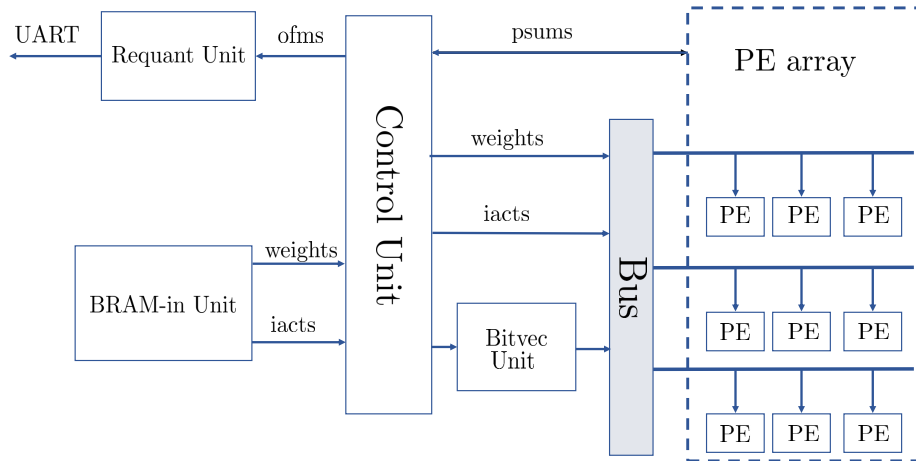 UART
Requant Unit
ofms
psums
PE array
Control Unit
weights
iacts
Bus
PE PE PE
weights
iacts
BRAM-in Unit
Bitvec
Unit
PE PE PE
PE PE PE